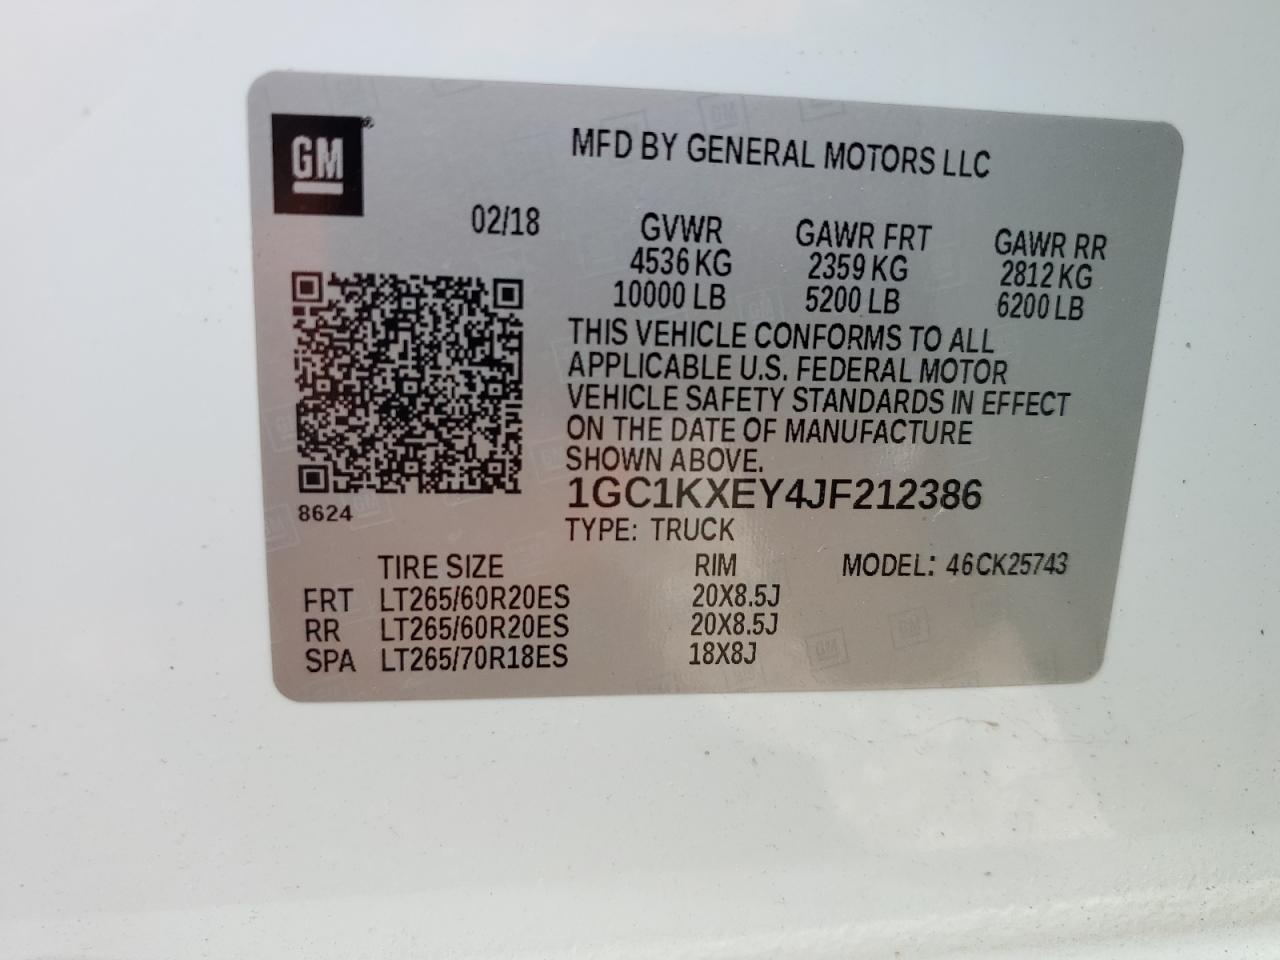 GM
MFD BY GENERAL MOTORS LLC
02/18 GVWR GAWR FRT GAWR RR
4536 KG 2359 KG 2812 KG
10000 LB 5200 LB 6200 LB
THIS VEHICLE CONFORMS TO ALL
APPLICABLE U.S. FEDERAL MOTOR
VEHICLE SAFETY STANDARDS IN EFFECT
ON THE DATE OF MANUFACTURE
SHOWN ABOVE.
1GC1KXEY4JF212386
8624
TYPE: TRUCK
TIRE SIZE RIM MODEL: 46CK25743
FRT LT265/60R20ES 20X8.5J
RR LT265/60R20ES 20X8.5J
SPA LT265/70R18ES 18X8J